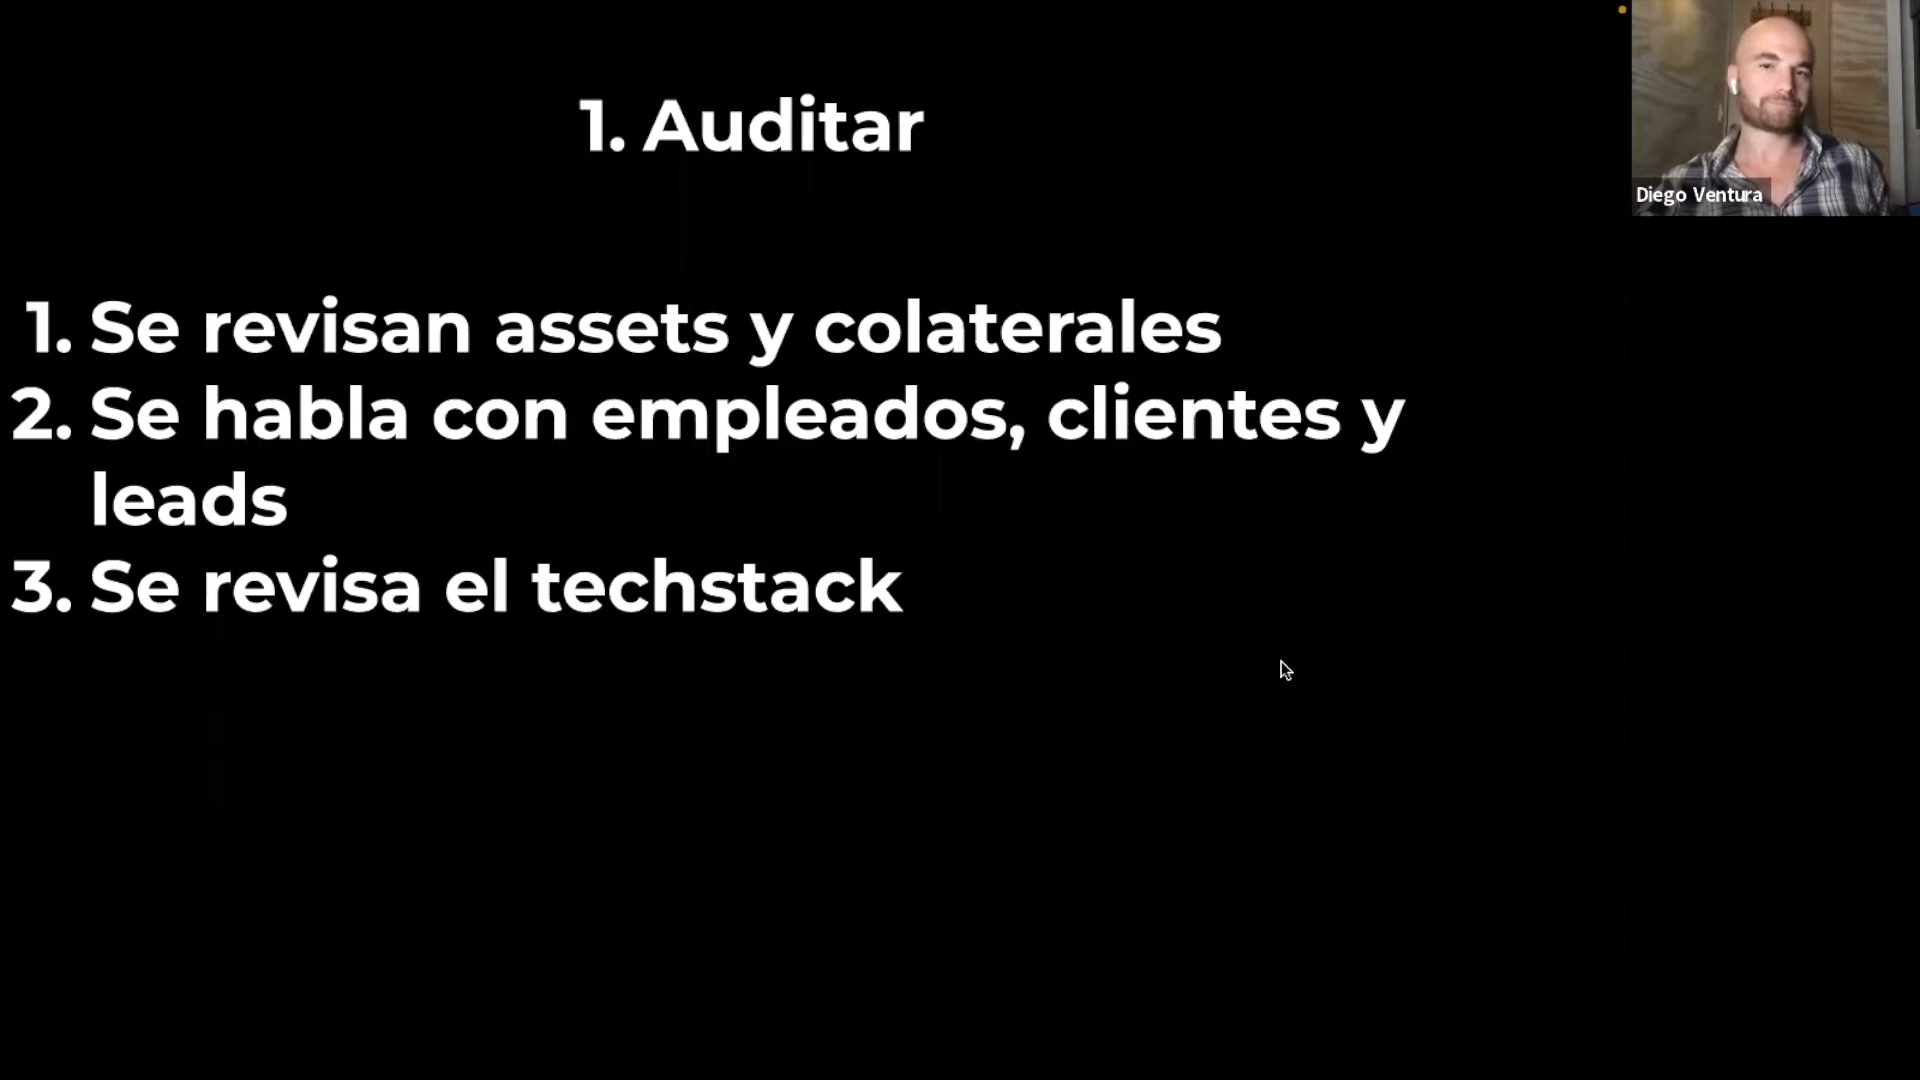 1. Auditar
Diego Ventura
1. Se revisan assets y colaterales
2. Se habla con empleados, clientes y
leads
3. Se revisa el techstack